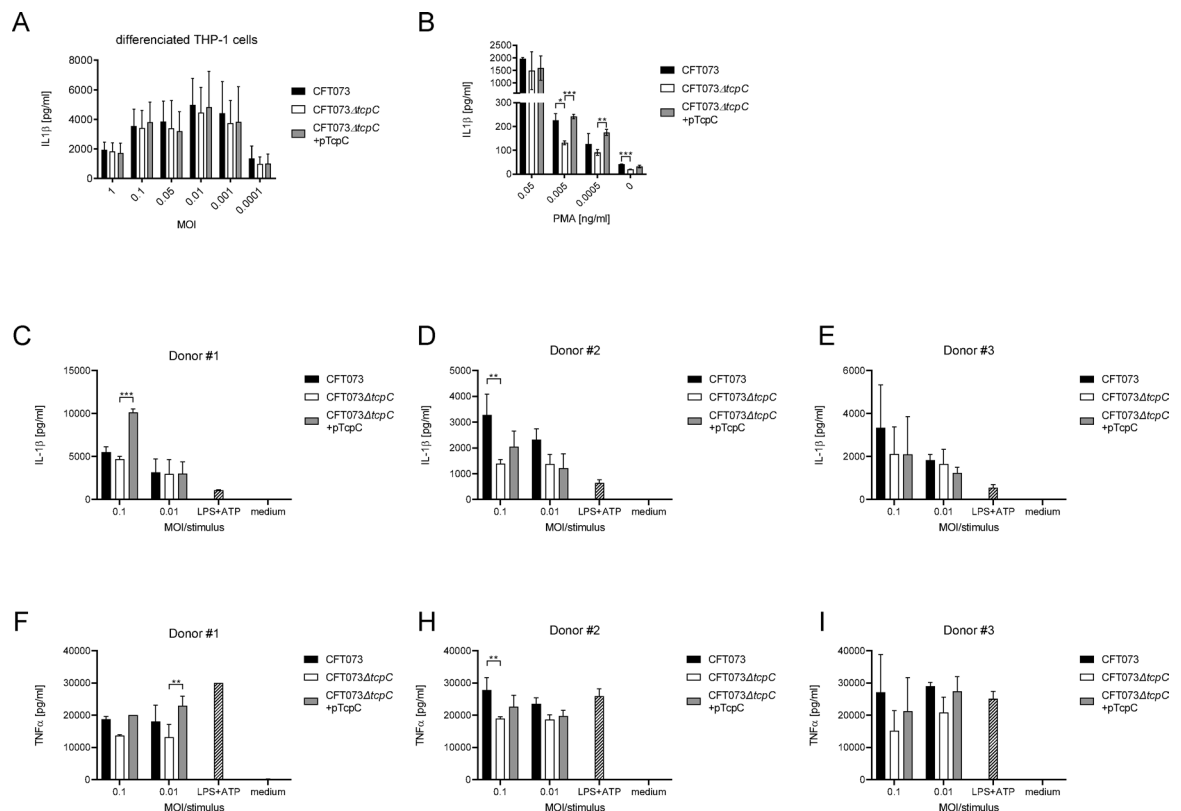 A
differenciated THP-1 cells
IL1β [pg/ml]
8000
6000
4000
2000
0
1
0.1
0.05
0.01
0.001
0.0001
MOI
CFT073
CFT073ΔtcpC
CFT073ΔtcpC
+pTcpC
B
IL1β [pg/ml]
2500
2000
1500
1000
300
200
100
0
*
***
**
***
0.05
0.005
0.0005
0
PMA [ng/ml]
CFT073
CFT073ΔtcpC
CFT073ΔtcpC
+pTcpC
C
Donor #1
IL-1β [pg/ml]
15000
10000
5000
0
***
0.1
0.01
LPS+ATP
medium
MOI/stimulus
CFT073
CFT073ΔtcpC
CFT073ΔtcpC
+pTcpC
D
Donor #2
IL-1β [pg/ml]
5000
4000
3000
2000
1000
0
**
0.1
0.01
LPS+ATP
medium
MOI/stimulus
CFT073
CFT073ΔtcpC
CFT073ΔtcpC
+pTcpC
E
Donor #3
IL-1β [pg/ml]
6000
4000
2000
0
0.1
0.01
LPS+ATP
medium
MOI/stimulus
CFT073
CFT073ΔtcpC
CFT073ΔtcpC
+pTcpC
F
Donor #1
TNFα [pg/ml]
40000
30000
20000
10000
0
**
0.1
0.01
LPS+ATP
medium
MOI/stimulus
CFT073
CFT073ΔtcpC
CFT073ΔtcpC
+pTcpC
H
Donor #2
TNFα [pg/ml]
40000
30000
20000
10000
0
**
0.1
0.01
LPS+ATP
medium
MOI/stimulus
CFT073
CFT073ΔtcpC
CFT073ΔtcpC
+pTcpC
I
Donor #3
TNFα [pg/ml]
40000
30000
20000
10000
0
0.1
0.01
LPS+ATP
medium
MOI/stimulus
CFT073
CFT073ΔtcpC
CFT073ΔtcpC
+pTcpC